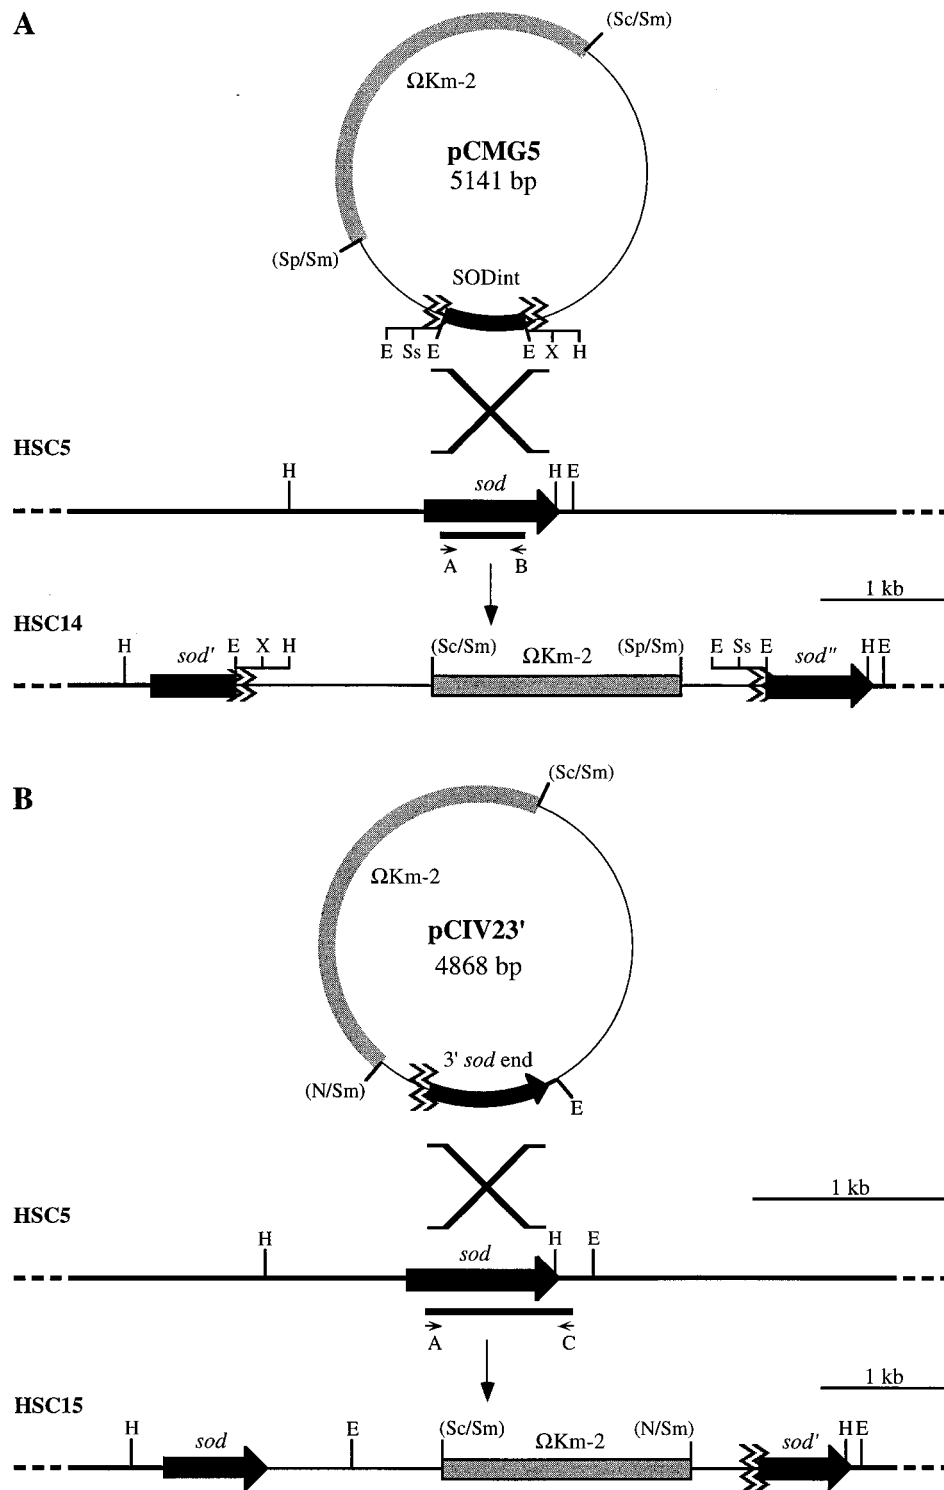 A
(Sc/Sm)
ΩKm-2
pCMG5
5141 bp
(Sp/Sm)
SODint
E Ss E E X H
HSC5
H sod H E
A B
1 kb
HSC14
H sod' E X H (Sc/Sm) ΩKm-2 (Sp/Sm) E Ss E sod" H E
B
(Sc/Sm)
ΩKm-2
pCIV23'
4868 bp
(N/Sm)
3' sod end
E
1 kb
HSC5
H sod H E
A C
1 kb
HSC15
H sod E (Sc/Sm) ΩKm-2 (N/Sm) sod' H E